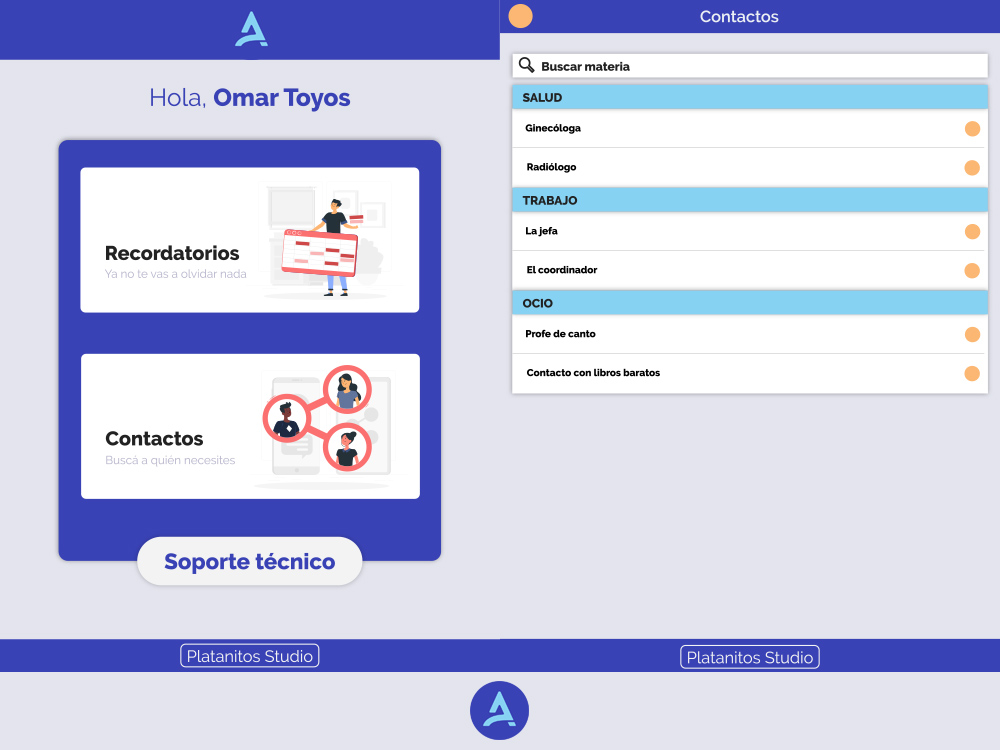 Hola, Omar Toyos
Recordatorios
Ya no te vas a olvidar nada
Contactos
Buscá a quién necesites
Soporte técnico
Platanitos Studio
Contactos
Buscar materia
SALUD
Ginecóloga
Radiólogo
TRABAJO
La jefa
El coordinador
OCIO
Profe de canto
Contacto con libros baratos
Platanitos Studio